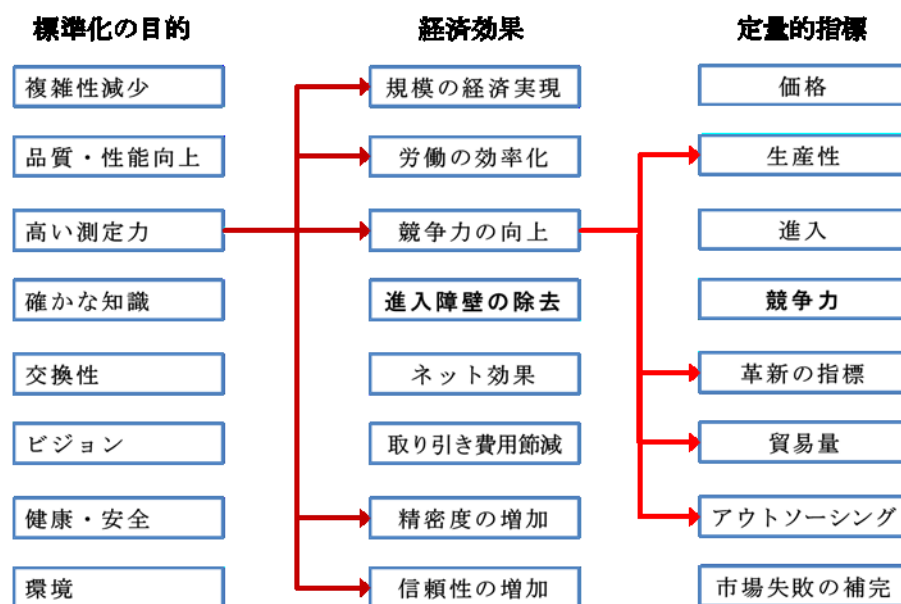 標準化の目的
経済効果
定量的指標
複雑性減少
規模の経済実現
価格
品質・性能向上
労働の効率化
生産性
高い測定力
競争力の向上
進入
確かな知識
進入障壁の除去
競争力
交換性
ネット効果
革新の指標
ビジョン
取り引き費用節減
貿易量
健康・安全
精密度の増加
アウトソーシング
環境
信頼性の増加
市場失敗の補完